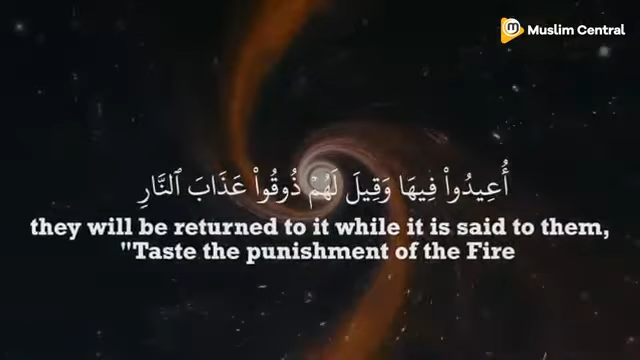 Muslim Central
أُعِيدُوا۟ فِيهَا وَقِيلَ لَهُمْ ذُوقُوا۟ عَذَابَ ٱلنَّارِ
they will be returned to it while it is said to them,
"Taste the punishment of the Fire